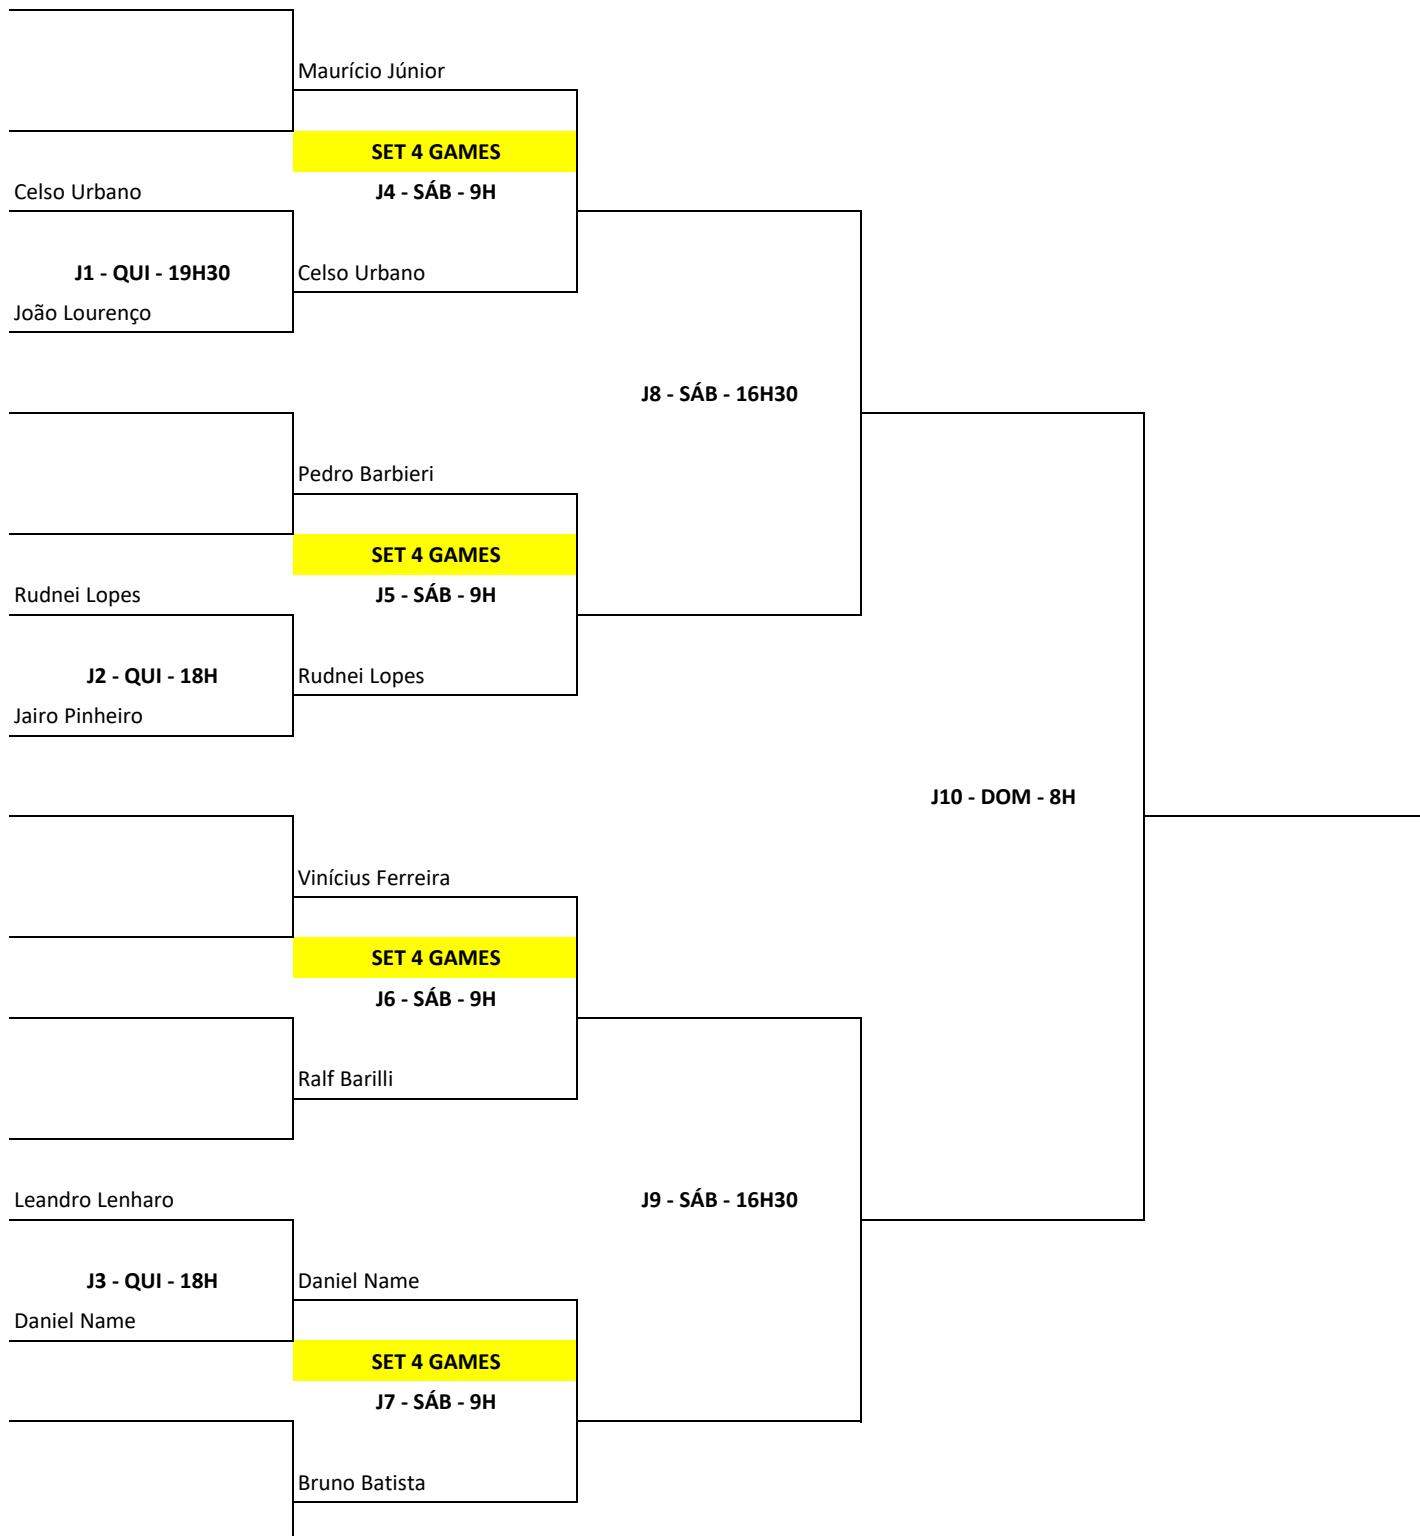 Maurício Júnior
SET 4 GAMES
Celso Urbano
J4 - SÁB - 9H
J1 - QUI - 19H30
Celso Urbano
João Lourenço
J8 - SÁB - 16H30
Pedro Barbieri
SET 4 GAMES
Rudnei Lopes
J5 - SÁB - 9H
J2 - QUI - 18H
Rudnei Lopes
Jairo Pinheiro
J10 - DOM - 8H
Vinícius Ferreira
SET 4 GAMES
J6 - SÁB - 9H
Ralf Barilli
Leandro Lenharo
J9 - SÁB - 16H30
J3 - QUI - 18H
Daniel Name
Daniel Name
SET 4 GAMES
J7 - SÁB - 9H
Bruno Batista